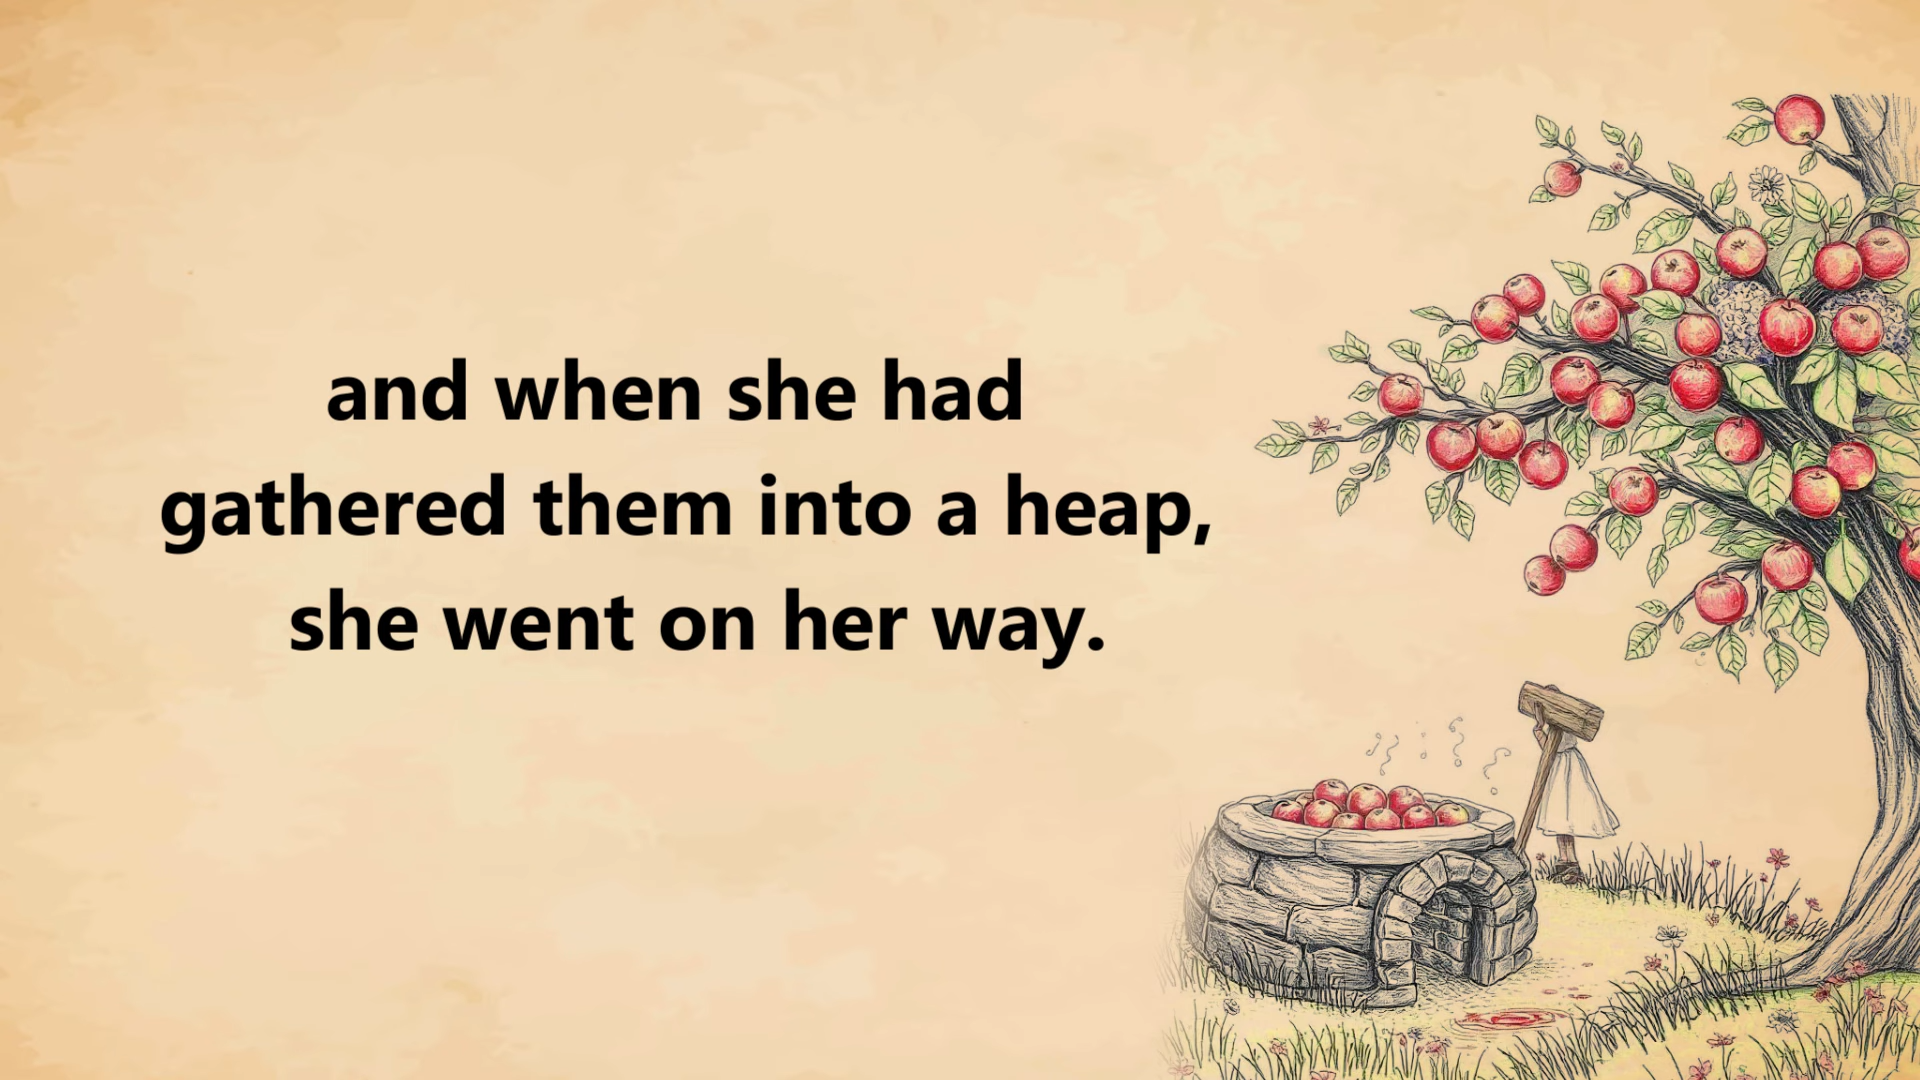 and when she had
gathered them into a heap,
she went on her way.